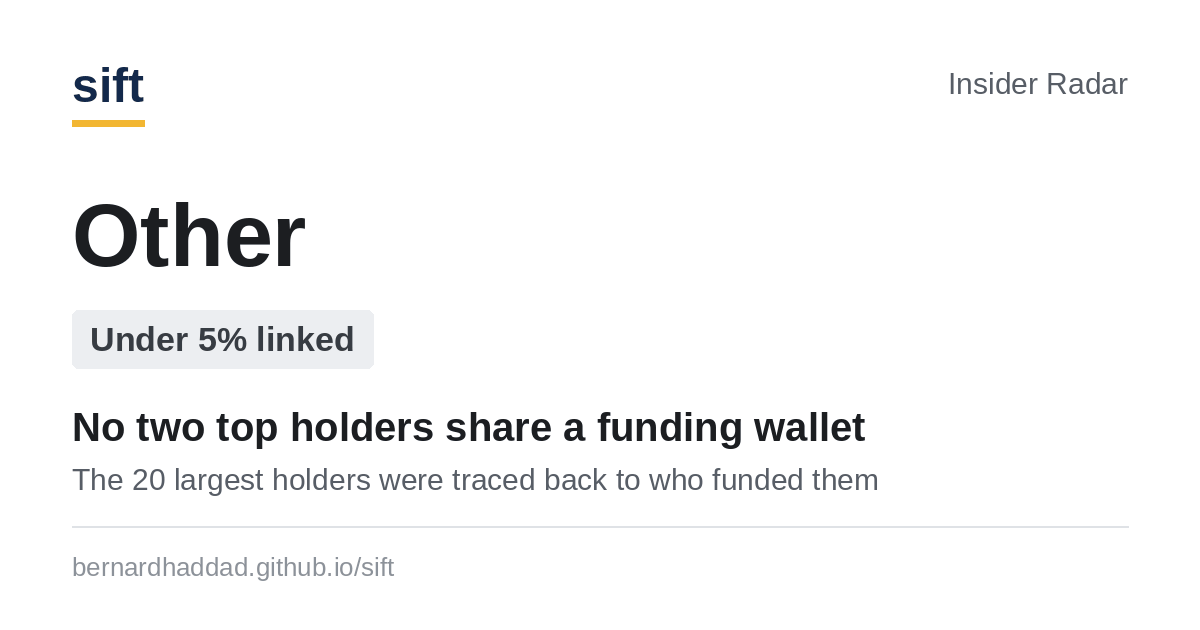 sift
Insider Radar
Other
Under 5% linked
No two top holders share a funding wallet
The 20 largest holders were traced back to who funded them
bernardhaddad.github.io/sift